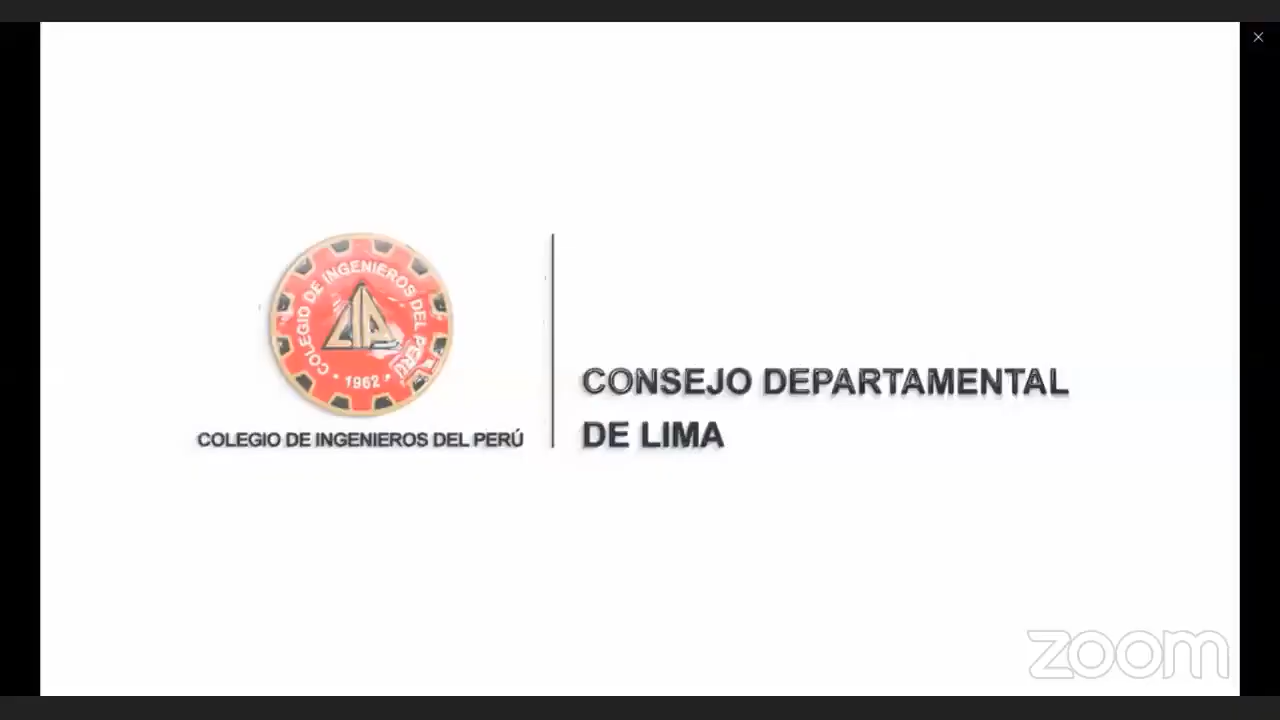 COLEGIO DE INGENIEROS DEL PERÚ
• 1962 •
CIP
COLEGIO DE INGENIEROS DEL PERÚ
CONSEJO DEPARTAMENTAL
DE LIMA
zoom